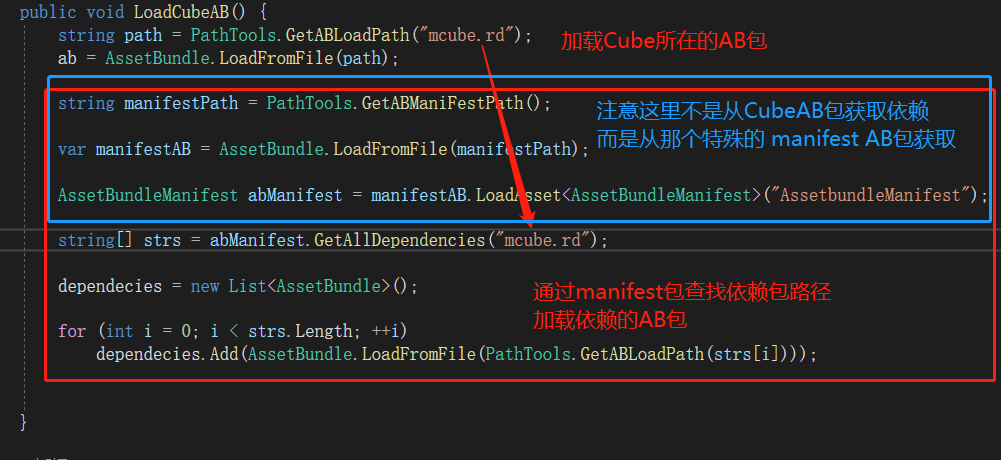 public void LoadCubeAB() {
string path = PathTools.GetABLoadPath("mcube.rd");
加载Cube所在的AB包
ab = AssetBundle.LoadFromFile(path);
string manifestPath = PathTools.GetABManiFestPath();
注意这里不是从CubeAB包获取依赖
而是从那个特殊的 manifest AB包获取
var manifestAB = AssetBundle.LoadFromFile(manifestPath);
AssetBundleManifest abManifest = manifestAB.LoadAsset<AssetBundleManifest>("AssetbundleManifest");
string[] strs = abManifest.GetAllDependencies("mcube.rd");
dependecies = new List<AssetBundle>();
通过manifest包查找依赖包路径
加载依赖的AB包
for (int i = 0; i < strs.Length; ++i)
dependecies.Add(AssetBundle.LoadFromFile(PathTools.GetABLoadPath(strs[i])));
}